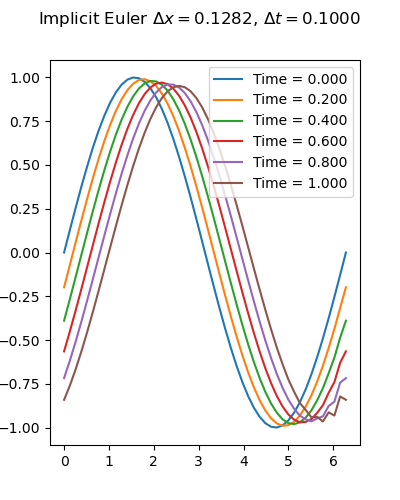 Implicit Euler Δx = 0.1282, Δt = 0.1000
1.00
0.75
0.50
0.25
0.00
−0.25
−0.50
−0.75
−1.00
Time = 0.000
Time = 0.200
Time = 0.400
Time = 0.600
Time = 0.800
Time = 1.000
0 1 2 3 4 5 6